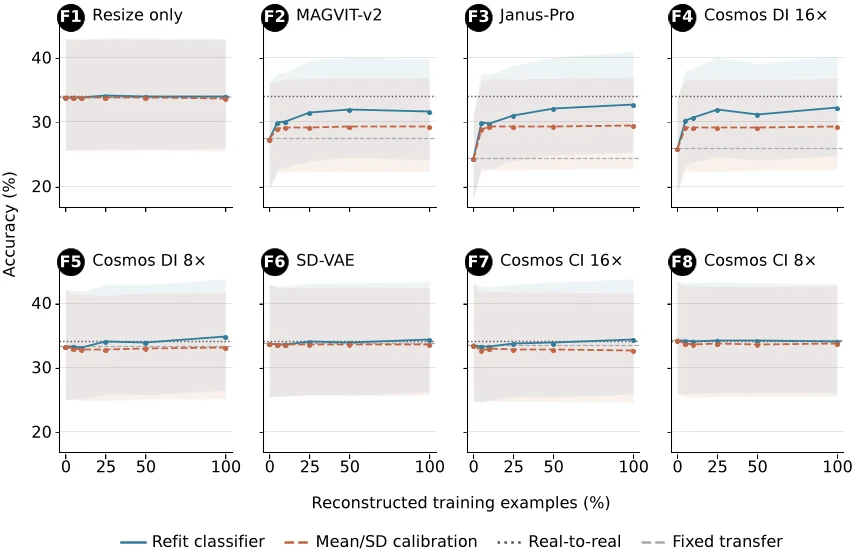 F1 Resize only
F2 MAGVIT-v2
F3 Janus-Pro
F4 Cosmos DI 16×
40
30
20
F5 Cosmos DI 8×
F6 SD-VAE
F7 Cosmos CI 16×
F8 Cosmos CI 8×
40
30
20
0 25 50 100
0 25 50 100
0 25 50 100
0 25 50 100
Accuracy (%)
Reconstructed training examples (%)
Refit classifier Mean/SD calibration Real-to-real Fixed transfer